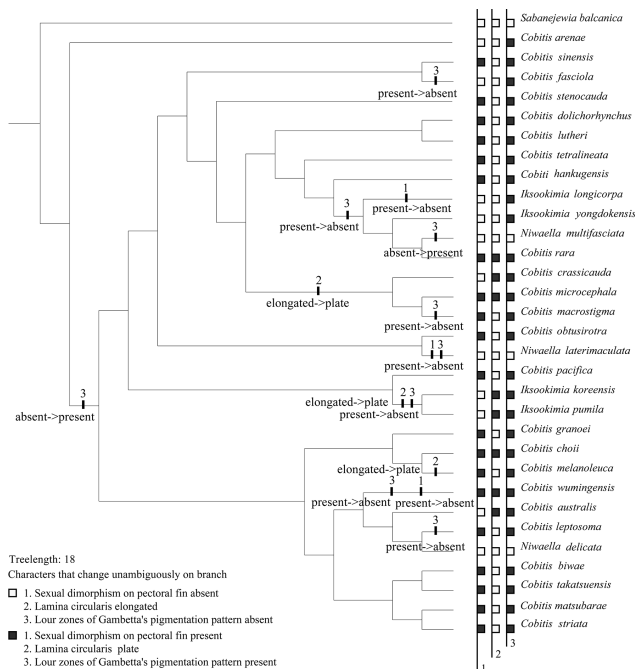 Sabanejewia balcanica
Cobitis arenae
Cobitis sinensis
3
Cobitis fasciola
present->absent
Cobitis stenocauda
Cobitis dolichorhynchus
Cobitis lutheri
Cobitis tetralineata
Cobiti hankugensis
1
Iksookimia longicorpa
present->absent
3
Iksookimia yongdokensis
present->absent
3
Niwaella multifasciata
absent->present
Cobitis rara
2
Cobitis crassicauda
elongated->plate
Cobitis microcephala
3
Cobitis macrostigma
present->absent
Cobitis obtusirotra
1 3
Niwaella laterimaculata
present->absent
Cobitis pacifica
Iksookimia koreensis
3
elongated->plate
2 3
absent->present
present->absent
Iksookimia pumila
Cobitis granoei
Cobitis choii
2
elongated->plate
Cobitis melanoleuca
3
1
Cobitis wumingensis
present->absent
present->absent
Cobitis australis
3
Cobitis leptosoma
present->absent
Niwaella delicata
Treelength: 18
Cobitis biwae
Characters that change unambiguously on branch
1. Sexual dimorphism on pectoral fin absent
Cobitis takatsuensis
2. Lamina circularis elongated
Cobitis matsubarae
3. Lour zones of Gambetta's pigmentation pattern absent
Cobitis striata
1. Sexual dimorphism on pectoral fin present
2. Lamina circularis plate
3. Lour zones of Gambetta's pigmentation pattern present
3
2
1